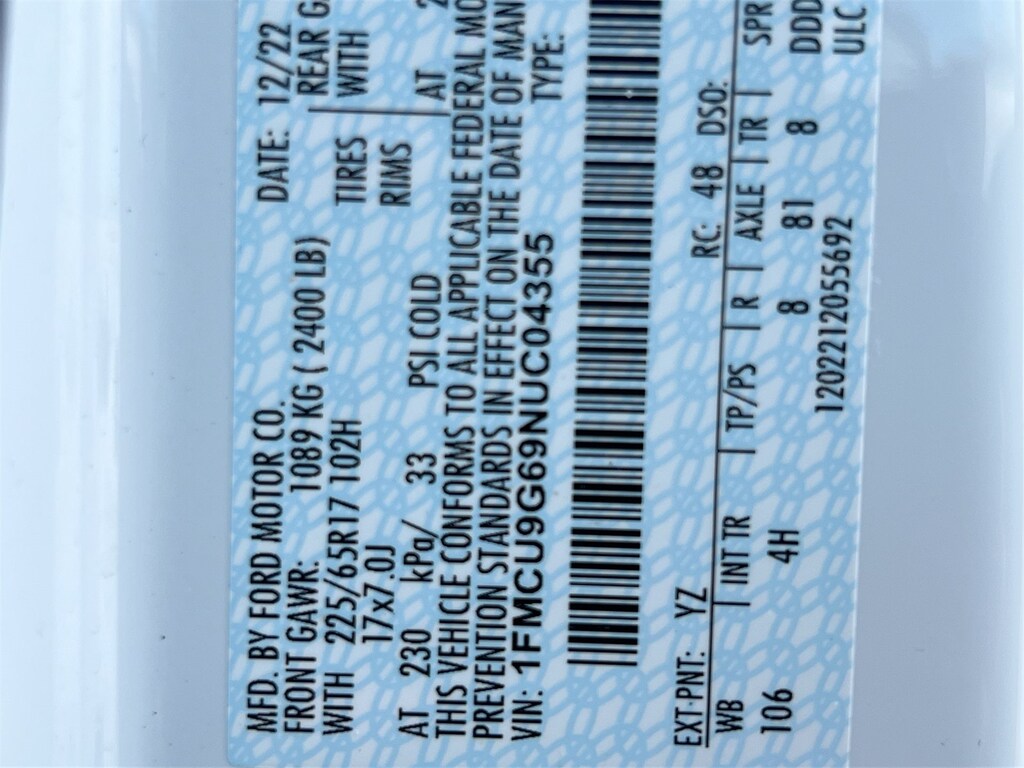 MFD. BY FORD MOTOR CO. DATE: 12/22
FRONT GAWR: 1089 KG ( 2400 LB) REAR
WITH 225/65R17 102H TIRES WITH
17x7.0J RIMS
AT 230 kPa/ 33 PSI COLD AT
THIS VEHICLE CONFORMS TO ALL APPLICABLE FEDERAL
PREVENTION STANDARDS IN EFFECT ON THE DATE OF
VIN: 1FMCU9G69NUC04355 TYPE:
EXT PNT: YZ RC: 48 DSO:
WB INT TR TP/PS R AXLE TR SPR
106 4H 8 81 8 DDD
1202212055692 ULC